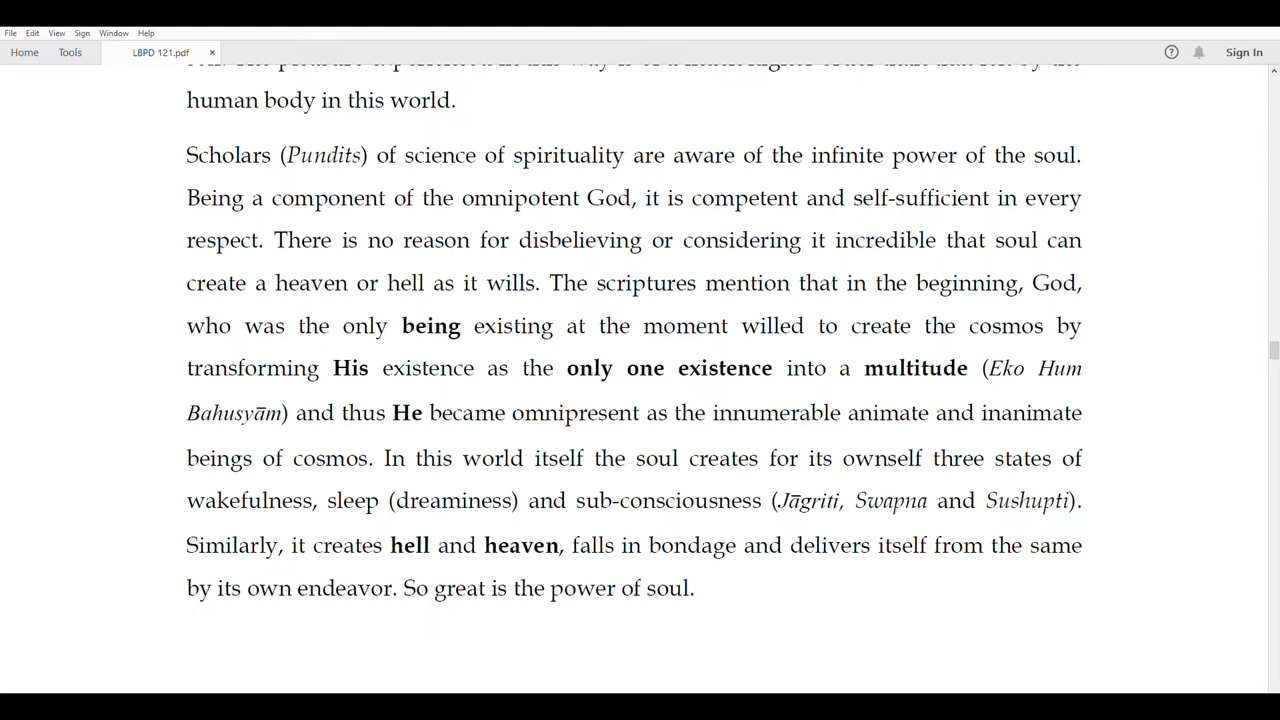 File Edit View Sign Window Help
Home Tools LBPD 121.pdf × Sign In
human body in this world.
Scholars (Pundits) of science of spirituality are aware of the infinite power of the soul.
Being a component of the omnipotent God, it is competent and self-sufficient in every
respect. There is no reason for disbelieving or considering it incredible that soul can
create a heaven or hell as it wills. The scriptures mention that in the beginning, God,
who was the only being existing at the moment willed to create the cosmos by
transforming His existence as the only one existence into a multitude (Eko Hum
Bahusyām) and thus He became omnipresent as the innumerable animate and inanimate
beings of cosmos. In this world itself the soul creates for its ownself three states of
wakefulness, sleep (dreaminess) and sub-consciousness (Jāgriti, Swapna and Sushupti).
Similarly, it creates hell and heaven, falls in bondage and delivers itself from the same
by its own endeavor. So great is the power of soul.